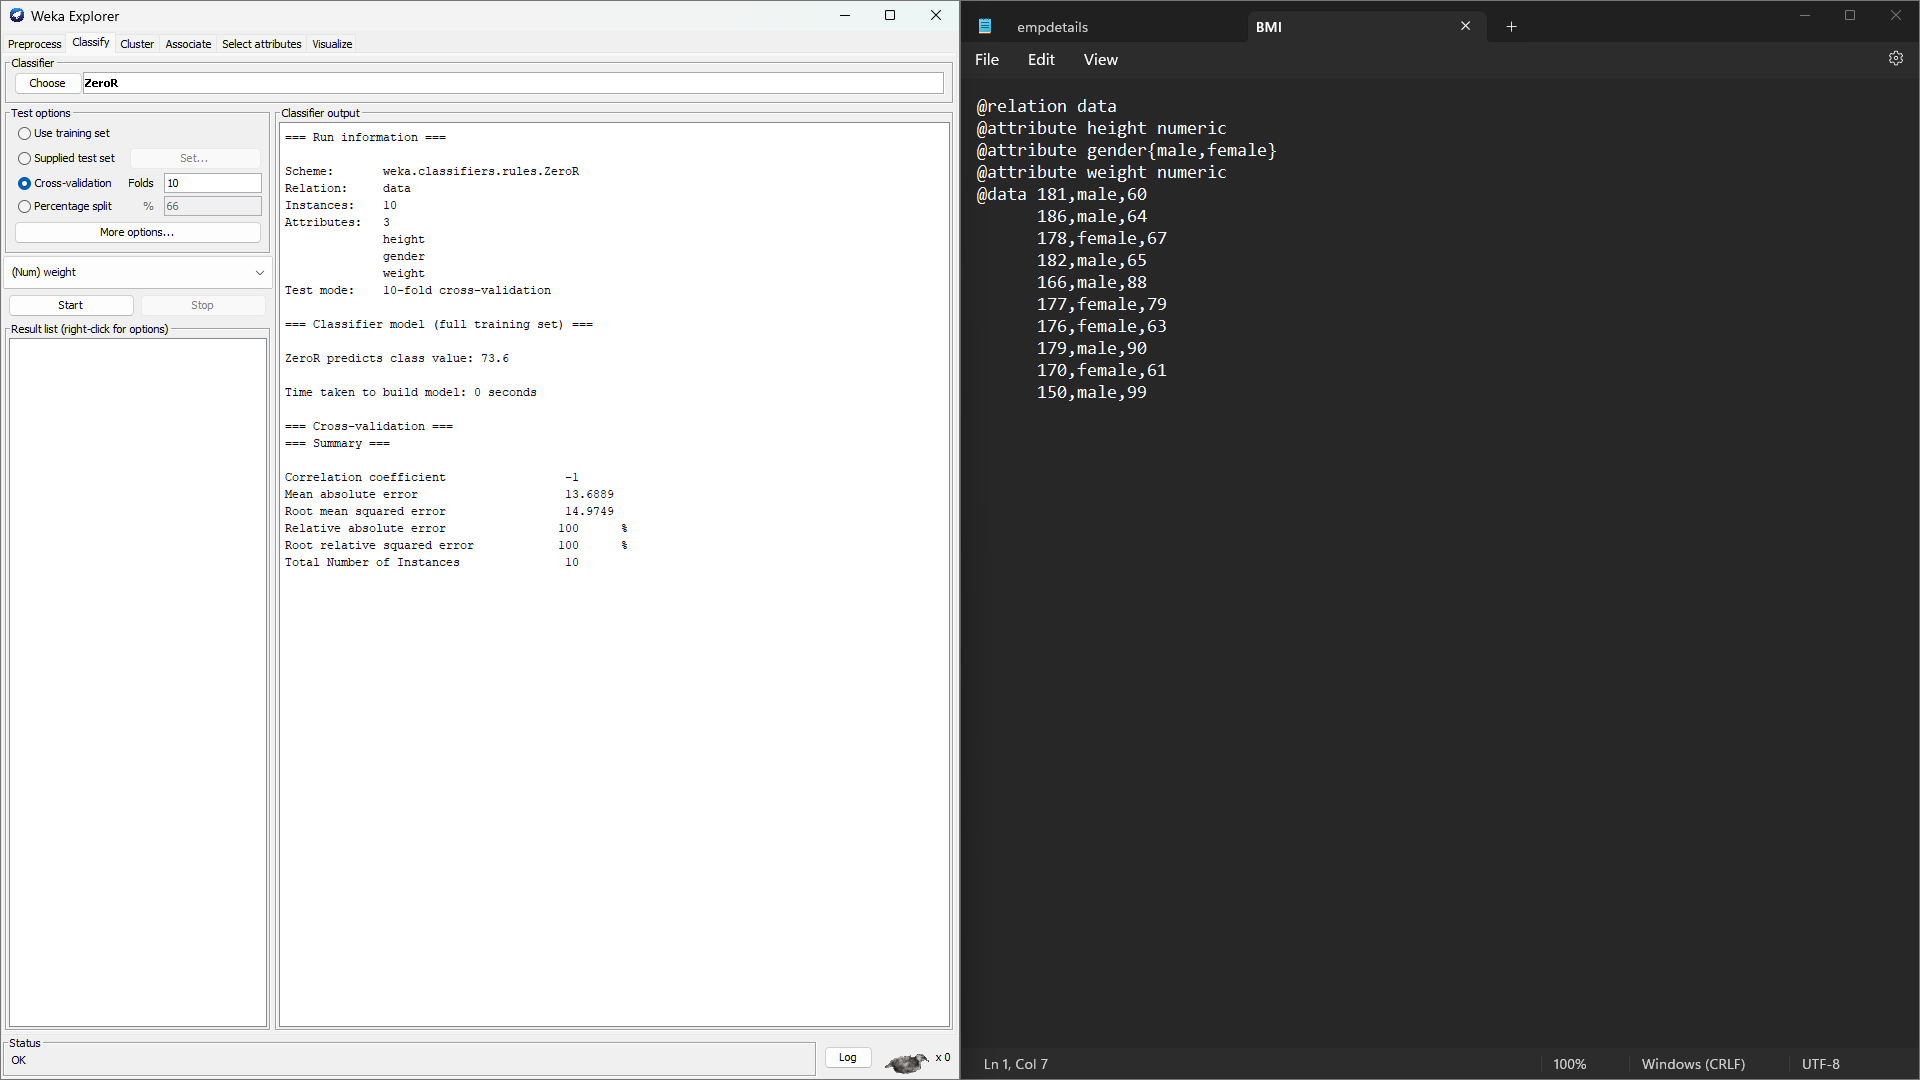 Weka Explorer
Preprocess Classify Cluster Associate Select attributes Visualize
Classifier
Choose ZeroR
Test options
Use training set
Supplied test set Set...
Cross-validation Folds 10
Percentage split % 66
More options...
(Num) weight
Start Stop
Result list (right-click for options)
Classifier output
=== Run information ===
Scheme: weka.classifiers.rules.ZeroR
Relation: data
Instances: 10
Attributes: 3
height
gender
weight
Test mode: 10-fold cross-validation
=== Classifier model (full training set) ===
ZeroR predicts class value: 73.6
Time taken to build model: 0 seconds
=== Cross-validation ===
=== Summary ===
Correlation coefficient -1
Mean absolute error 13.6889
Root mean squared error 14.9749
Relative absolute error 100 %
Root relative squared error 100 %
Total Number of Instances 10
Status
OK
Log x 0
empdetails BMI
File Edit View
@relation data
@attribute height numeric
@attribute gender{male,female}
@attribute weight numeric
@data 181,male,60
186,male,64
178,female,67
182,male,65
166,male,88
177,female,79
176,female,63
179,male,90
170,female,61
150,male,99
Ln 1, Col 7 100% Windows (CRLF) UTF-8